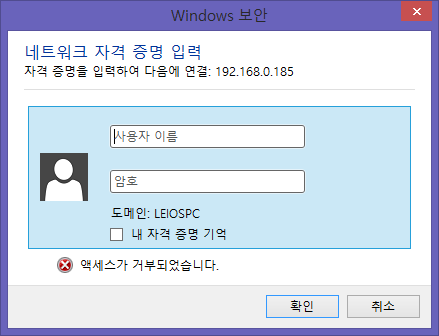 Windows 보안
네트워크 자격 증명 입력
자격 증명을 입력하여 다음에 연결: 192.168.0.185
사용자 이름
암호
도메인: LEIOSPC
내 자격 증명 기억
액세스가 거부되었습니다.
확인
취소